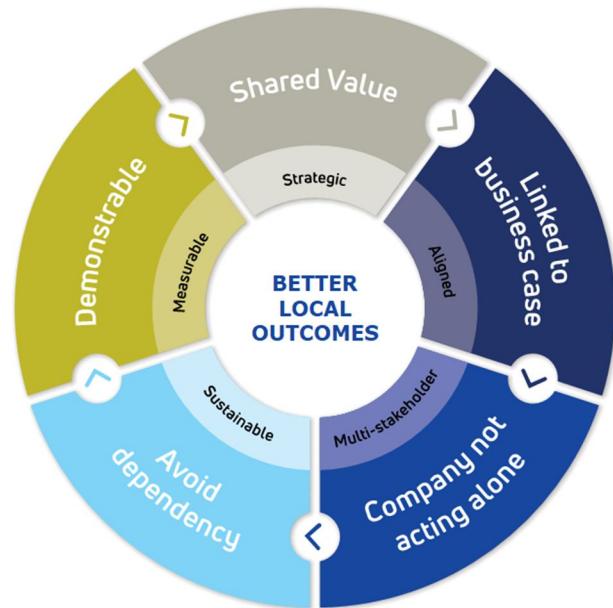 Shared Value
Strategic
Linked to
business case
Aligned
Company not
acting alone
Multi-stakeholder
Avoid
dependency
Sustainable
Demonstrable
Measurable
BETTER
LOCAL
OUTCOMES